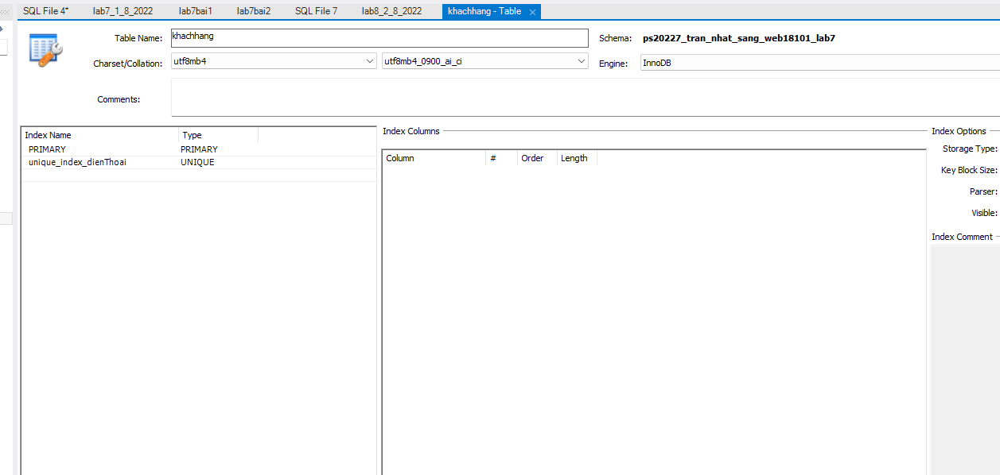 SQL File 4* lab7_1_8_2022 lab7bai1 lab7bai2 SQL File 7 lab8_2_8_2022 khachhang - Table
Table Name: khachhang Schema: ps20227_tran_nhat_sang_web18101_lab7
Charset/Collation: utf8mb4 utf8mb4_0900_ai_ci Engine: InnoDB
Comments:
Index Name Type
PRIMARY PRIMARY
unique_index_dienThoai UNIQUE
Index Columns
Column # Order Length
Index Options
Storage Type:
Key Block Size:
Parser:
Visible:
Index Comment